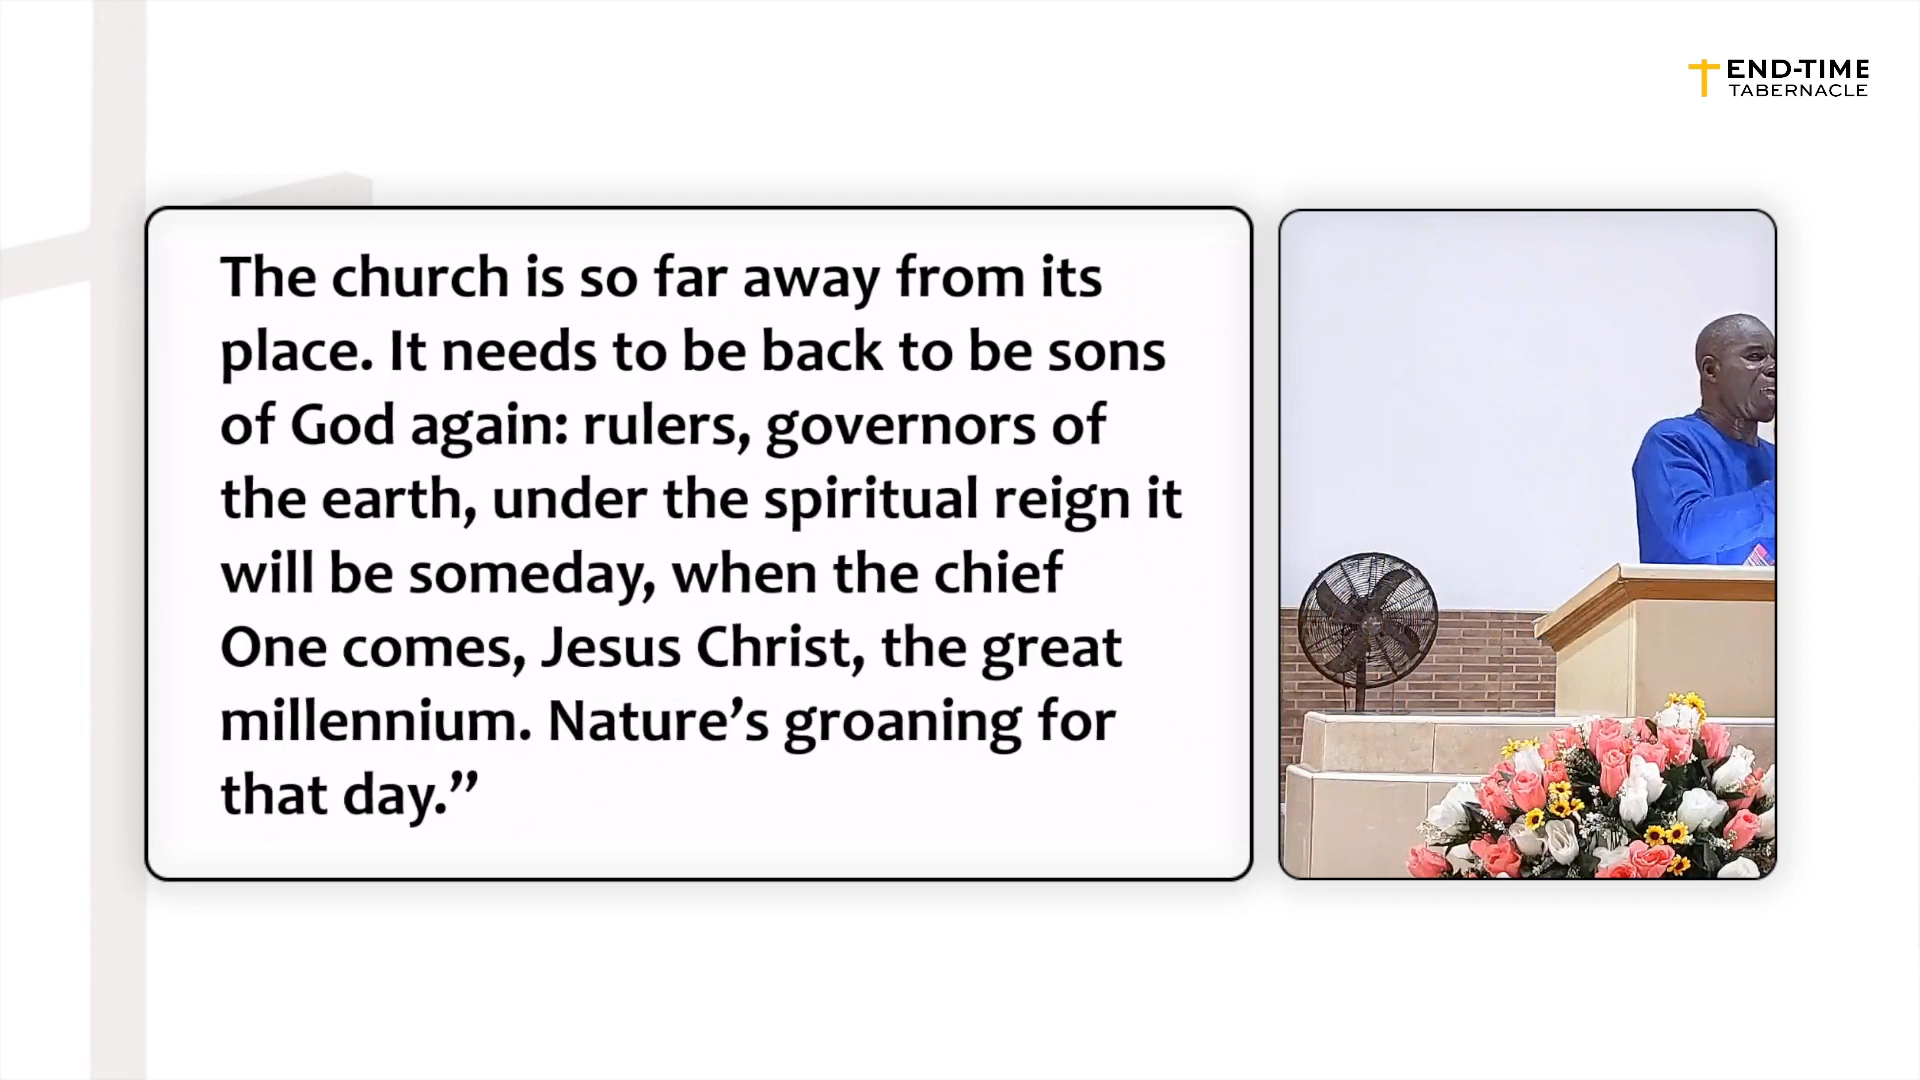 END-TIME
TABERNACLE
The church is so far away from its
place. It needs to be back to be sons
of God again: rulers, governors of
the earth, under the spiritual reign it
will be someday, when the chief
One comes, Jesus Christ, the great
millennium. Nature’s groaning for
that day.”